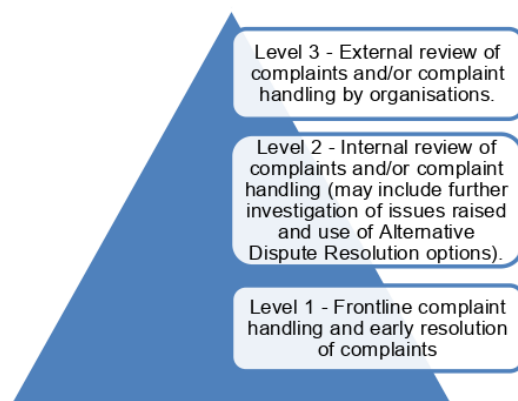 Level 3 - External review of
complaints and/or complaint
handling by organisations.
Level 2 - Internal review of
complaints and/or complaint
handling (may include further
investigation of issues raised
and use of Alternative
Dispute Resolution options).
Level 1 - Frontline complaint
handling and early resolution
of complaints